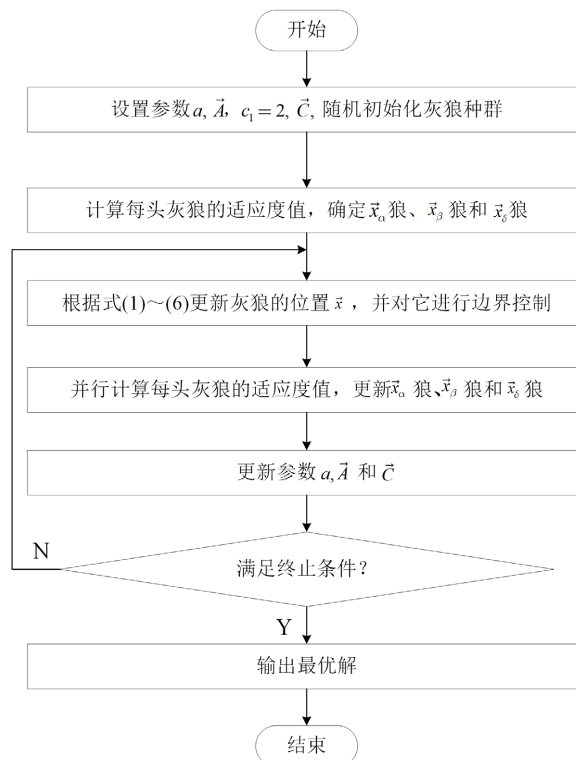 开始
设置参数a, A⃗, c₁=2, C⃗, 随机初始化灰狼种群
计算每头灰狼的适应度值，确定x⃗α狼、x⃗β狼和x⃗δ狼
根据式(1)～(6)更新灰狼的位置x⃗，并对它进行边界控制
并行计算每头灰狼的适应度值，更新x⃗α狼、x⃗β狼和x⃗δ狼
更新参数a,A⃗和C⃗
N
满足终止条件？
Y
输出最优解
结束